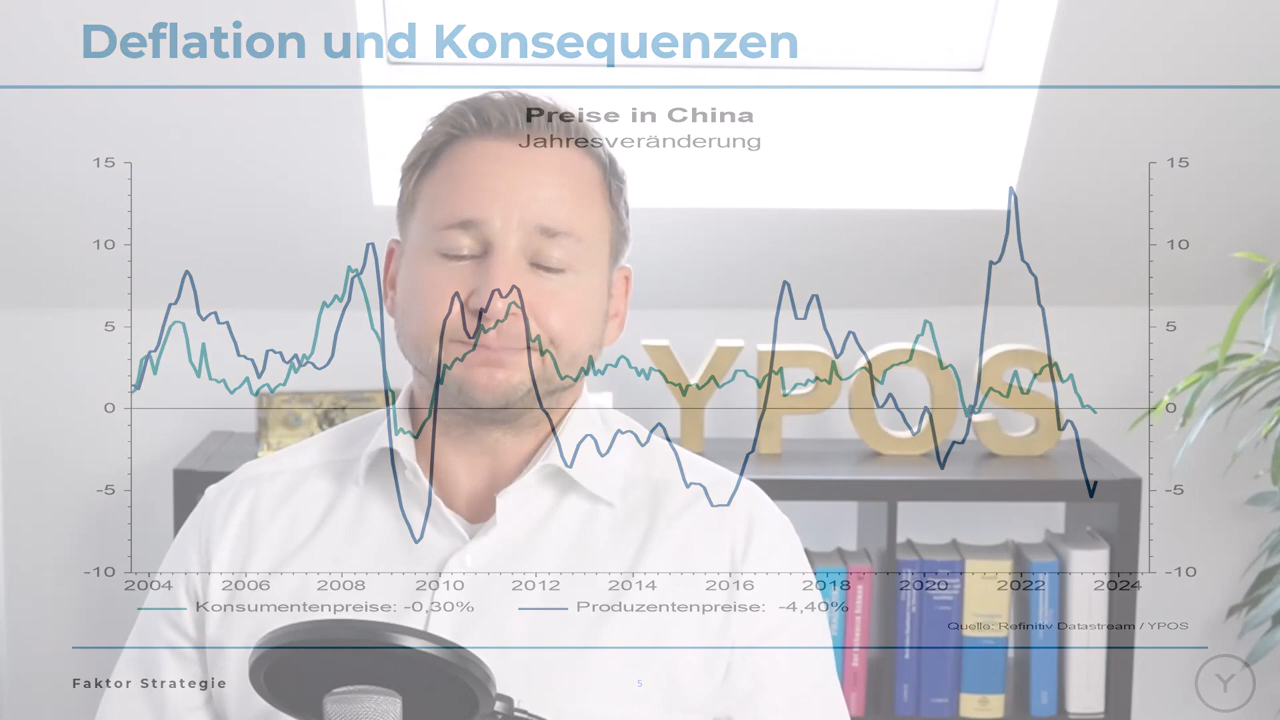 Deflation und Konsequenzen
Preise in China
Jahresveränderung
15 15
10 10
5 5
0 0
-5 -5
-10 -10
2004 2006 2008 2010 2012 2014 2016 2018 2020 2022 2024
Konsumentenpreise: -0,30% Produzentenpreise: -4,40%
Quelle: Refinitiv Datastream / YPOS
YPOS
Faktor Strategie
5
Y